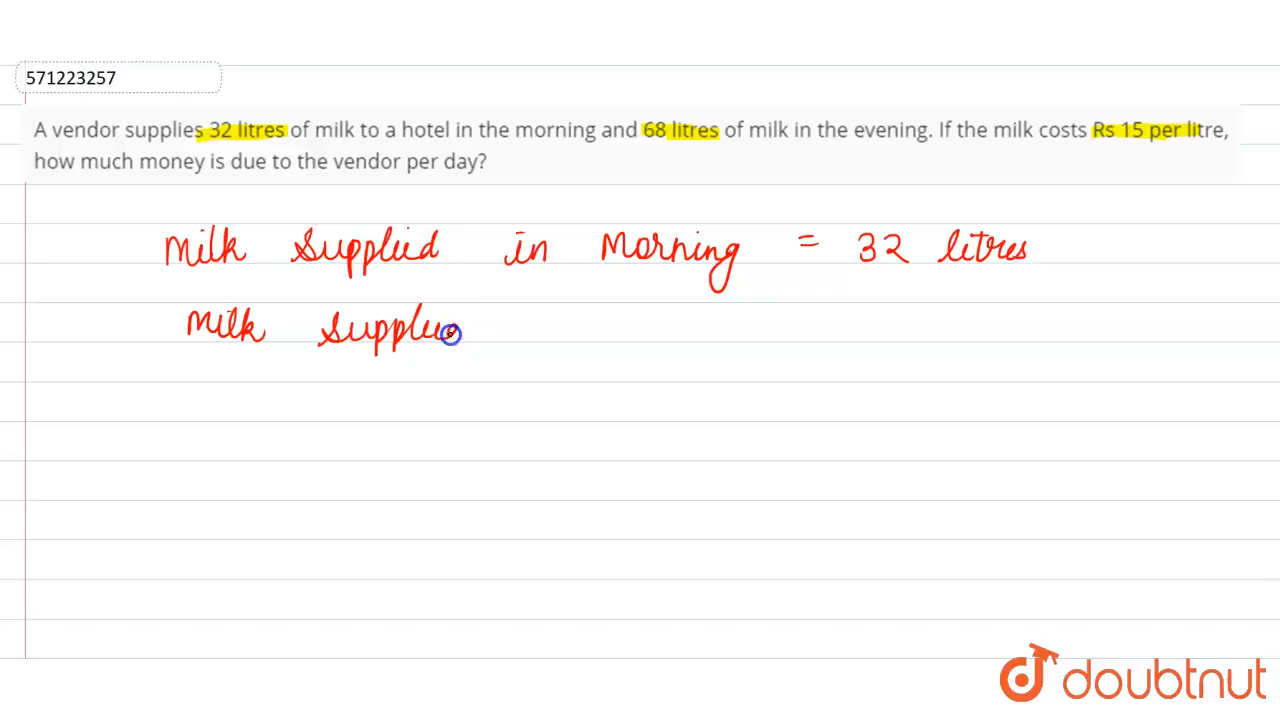 571223257
A vendor supplies 32 litres of milk to a hotel in the morning and 68 litres of milk in the evening. If the milk costs Rs 15 per litre,
how much money is due to the vendor per day?
Milk supplied in Morning = 32 litres
Milk supplie
doubtnut